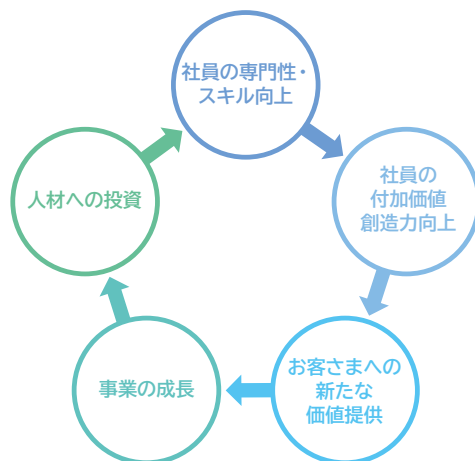 社員の専門性・
スキル向上
社員の
付加価値
創造力向上
お客さまへの
新たな
価値提供
事業の成長
人材への投資